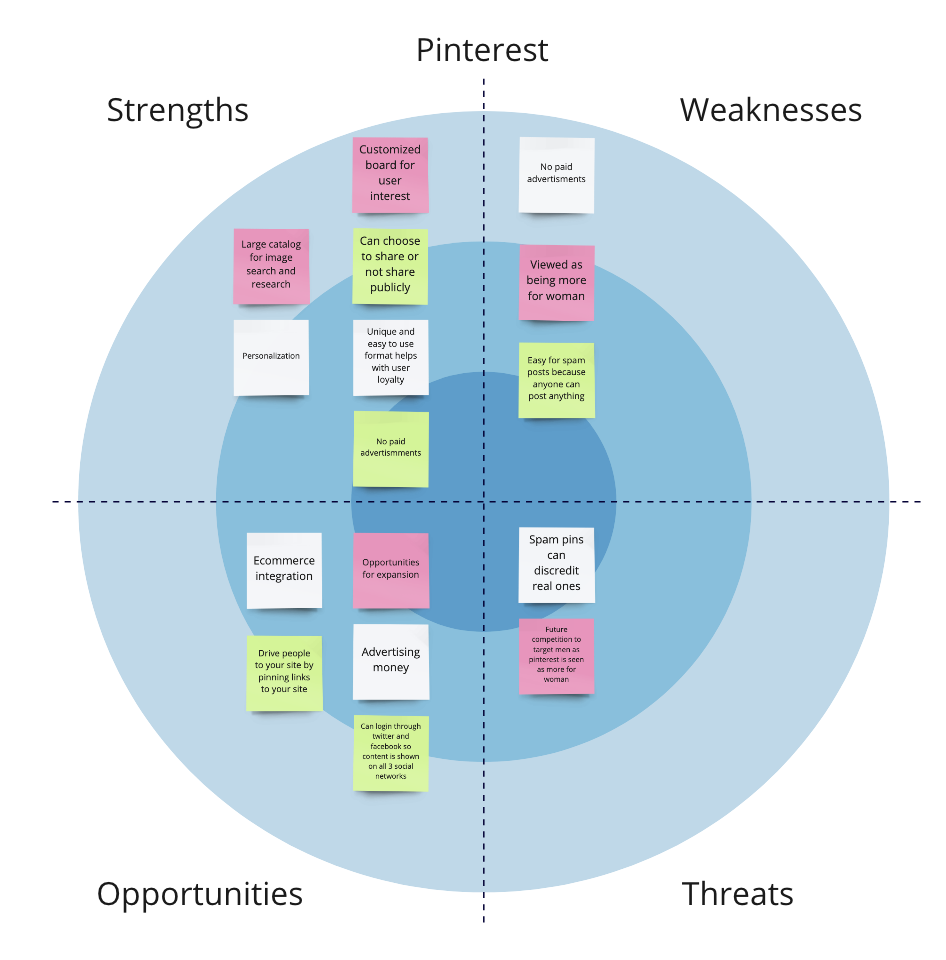 Pinterest
Strengths
Weaknesses
Customized
board for
user
interest
Large catalog
for image
search and
research
Can choose
to share or
not share
publicly
Personalization
Unique and
easy to use
format helps
with user
loyalty
No paid
advertismments
No paid
advertisments
Viewed as
being more
for woman
Easy for spam
posts because
anyone can
post anything
Ecommerce
integration
Opportunities
for expansion
Drive people
to your site by
pinning links
to your site
Advertising
money
Can login through
twitter and
facebook so
content is shown
on all 3 social
networks
Spam pins
can
discredit
real ones
Future
competition to
target men as
pinterest is seen
as more for
woman
Opportunities
Threats